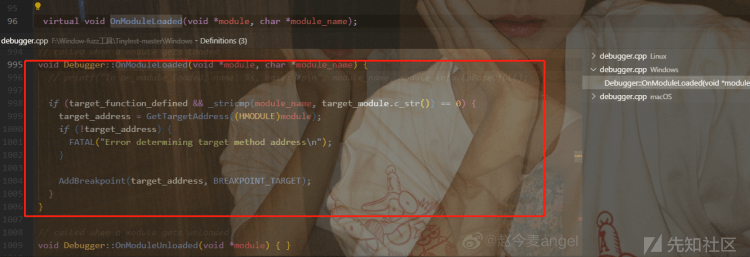 95
96 virtual void OnModuleLoaded(void *module, char *module_name);
debugger.cpp F:\Window-fuzz工具\TinyInst-master\Windows - Definitions (3)
994
995 void Debugger::OnModuleLoaded(void *module, char *module_name) {
997
998 if (target_function_defined && _stricmp(module_name, target_module.c_str()) == 0) {
999 target_address = GetTargetAddress((HMODULE)module);
1000 if (!target_address) {
1001 FATAL("Error determining target method address\n");
1002 }
1003
1004 AddBreakpoint(target_address, BREAKPOINT_TARGET);
1005 }
1006 }
1007
// called when a module gets unloaded
1009 void Debugger::OnModuleUnloaded(void *module) { }
debugger.cpp Linux
debugger.cpp Windows
Debugger::OnModuleLoaded(void *modul
debugger.cpp macOS
@赵今麦angel
先知社区